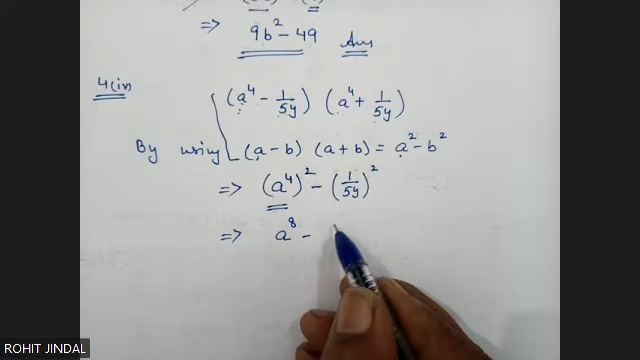 => 9b² - 49 Ans
4(iv) (a⁴ - 1/5y) (a⁴ + 1/5y)
By using (a - b) (a + b) = a² - b²
=> (a⁴)² - (1/5y)²
=> a⁸ -
ROHIT JINDAL